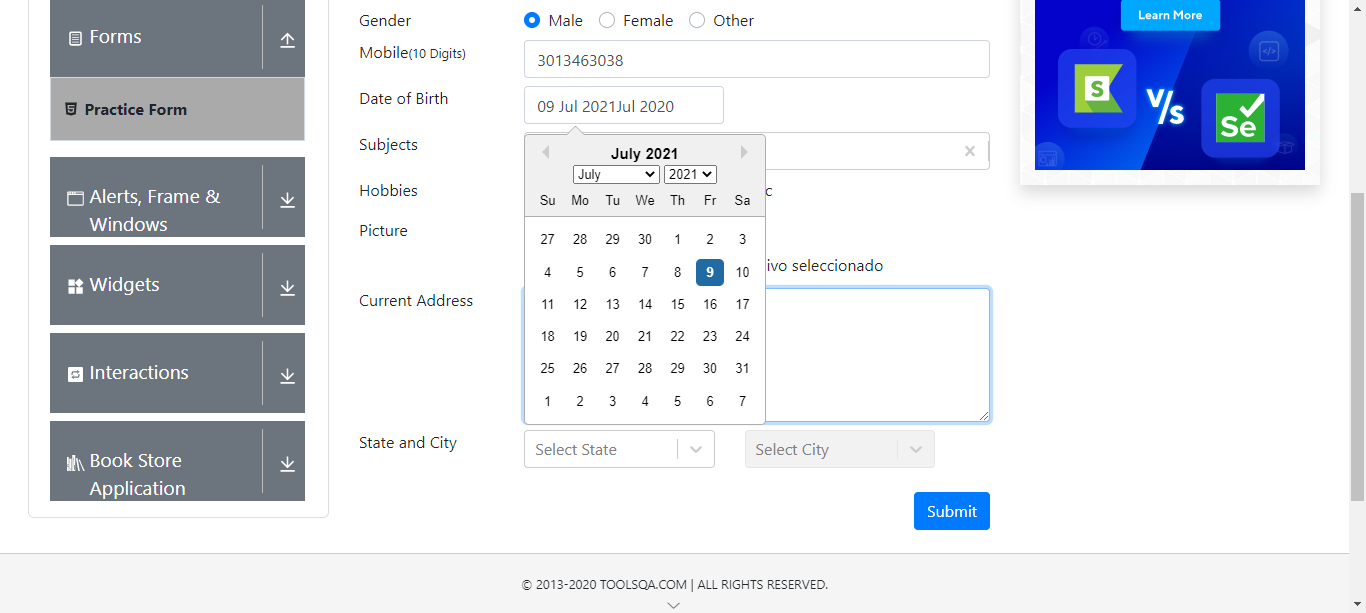 Forms
Practice Form
Alerts, Frame &
Windows
Widgets
Interactions
Book Store
Application
Gender
Male Female Other
Mobile(10 Digits)
3013463038
Date of Birth
09 Jul 2021Jul 2020
Subjects
Hobbies
c
Picture
ivo seleccionado
Current Address
July 2021
July 2021
Su Mo Tu We Th Fr Sa
27 28 29 30 1 2 3
4 5 6 7 8 9 10
11 12 13 14 15 16 17
18 19 20 21 22 23 24
25 26 27 28 29 30 31
1 2 3 4 5 6 7
State and City
Select State
Select City
Submit
Learn More
S
V/s
Se
© 2013-2020 TOOLSQA.COM | ALL RIGHTS RESERVED.